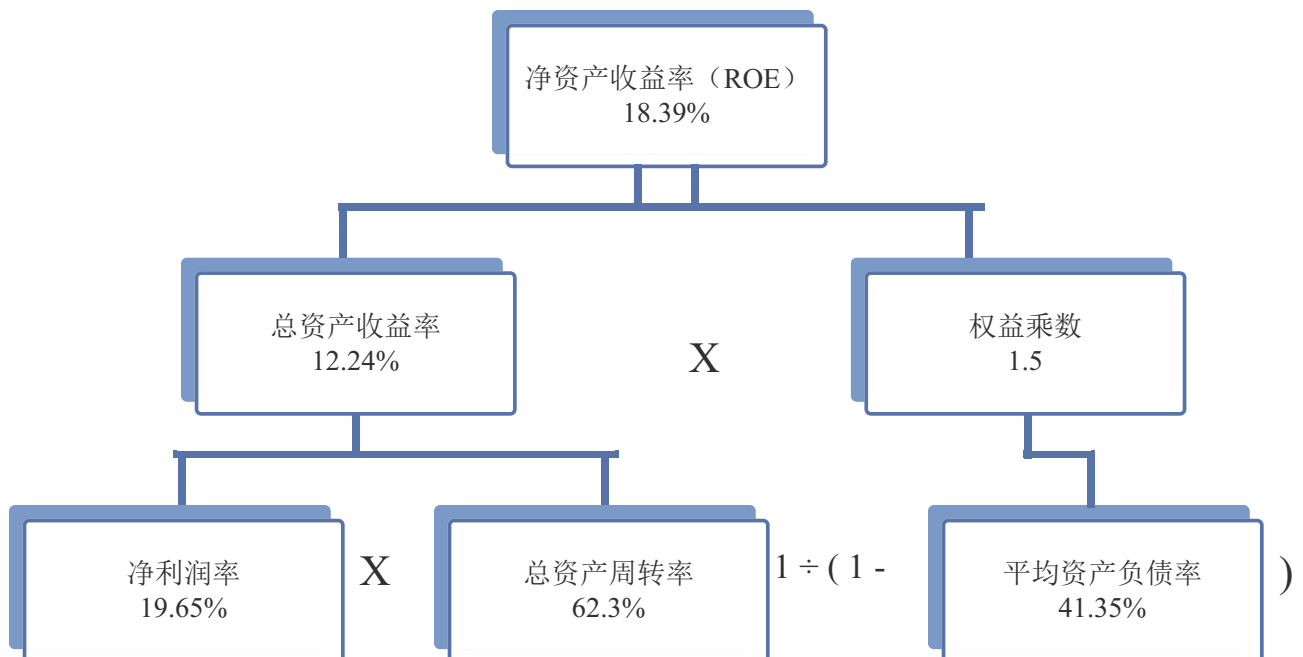 净资产收益率（ROE）
18.39%
总资产收益率
12.24%
X
权益乘数
1.5
净利润率
19.65%
X
总资产周转率
62.3%
1 ÷ ( 1 -
平均资产负债率
41.35%
)